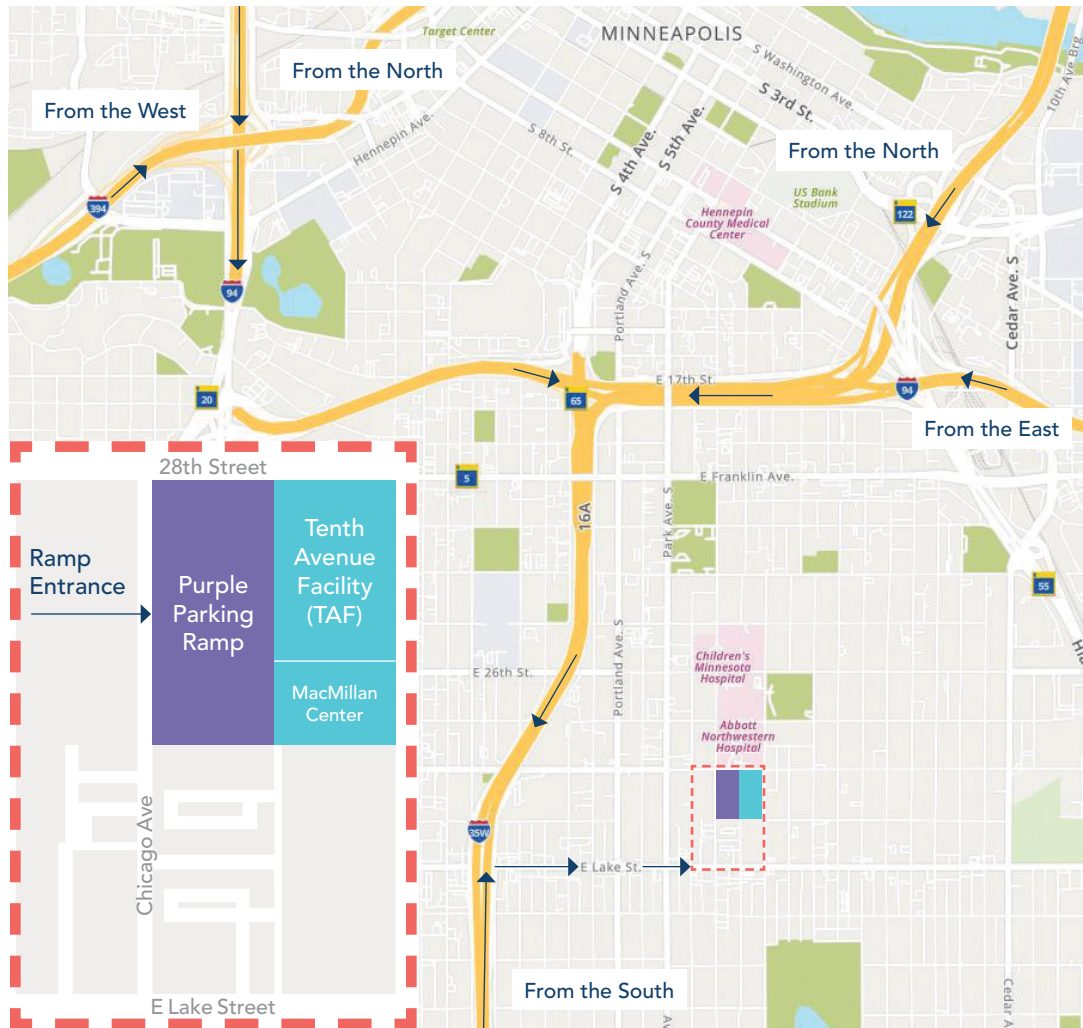 Target Center
MINNEAPOLIS
From the North
From the West
S Washington Ave.
10th Ave Brg
S 3rd St.
Hennepin Ave.
S 8th St.
S 4th Ave.
S 5th Ave.
From the North
394
US Bank
Stadium
122
Hennepin
County Medical
Center
94
Portland Ave. S
Cedar Ave. S
E 17th St.
20
65
94
From the East
28th Street
5
E Franklin Ave.
16A
Park Ave. S
Ramp
Entrance
Purple
Parking
Ramp
Tenth
Avenue
Facility
(TAF)
55
Portland Ave. S
Children's
Minnesota
Hospital
E 26th St.
MacMillan
Center
Abbott
Northwestern
Hospital
Chicago Ave
35W
E Lake St.
From the South
E Lake Street
Cedar A